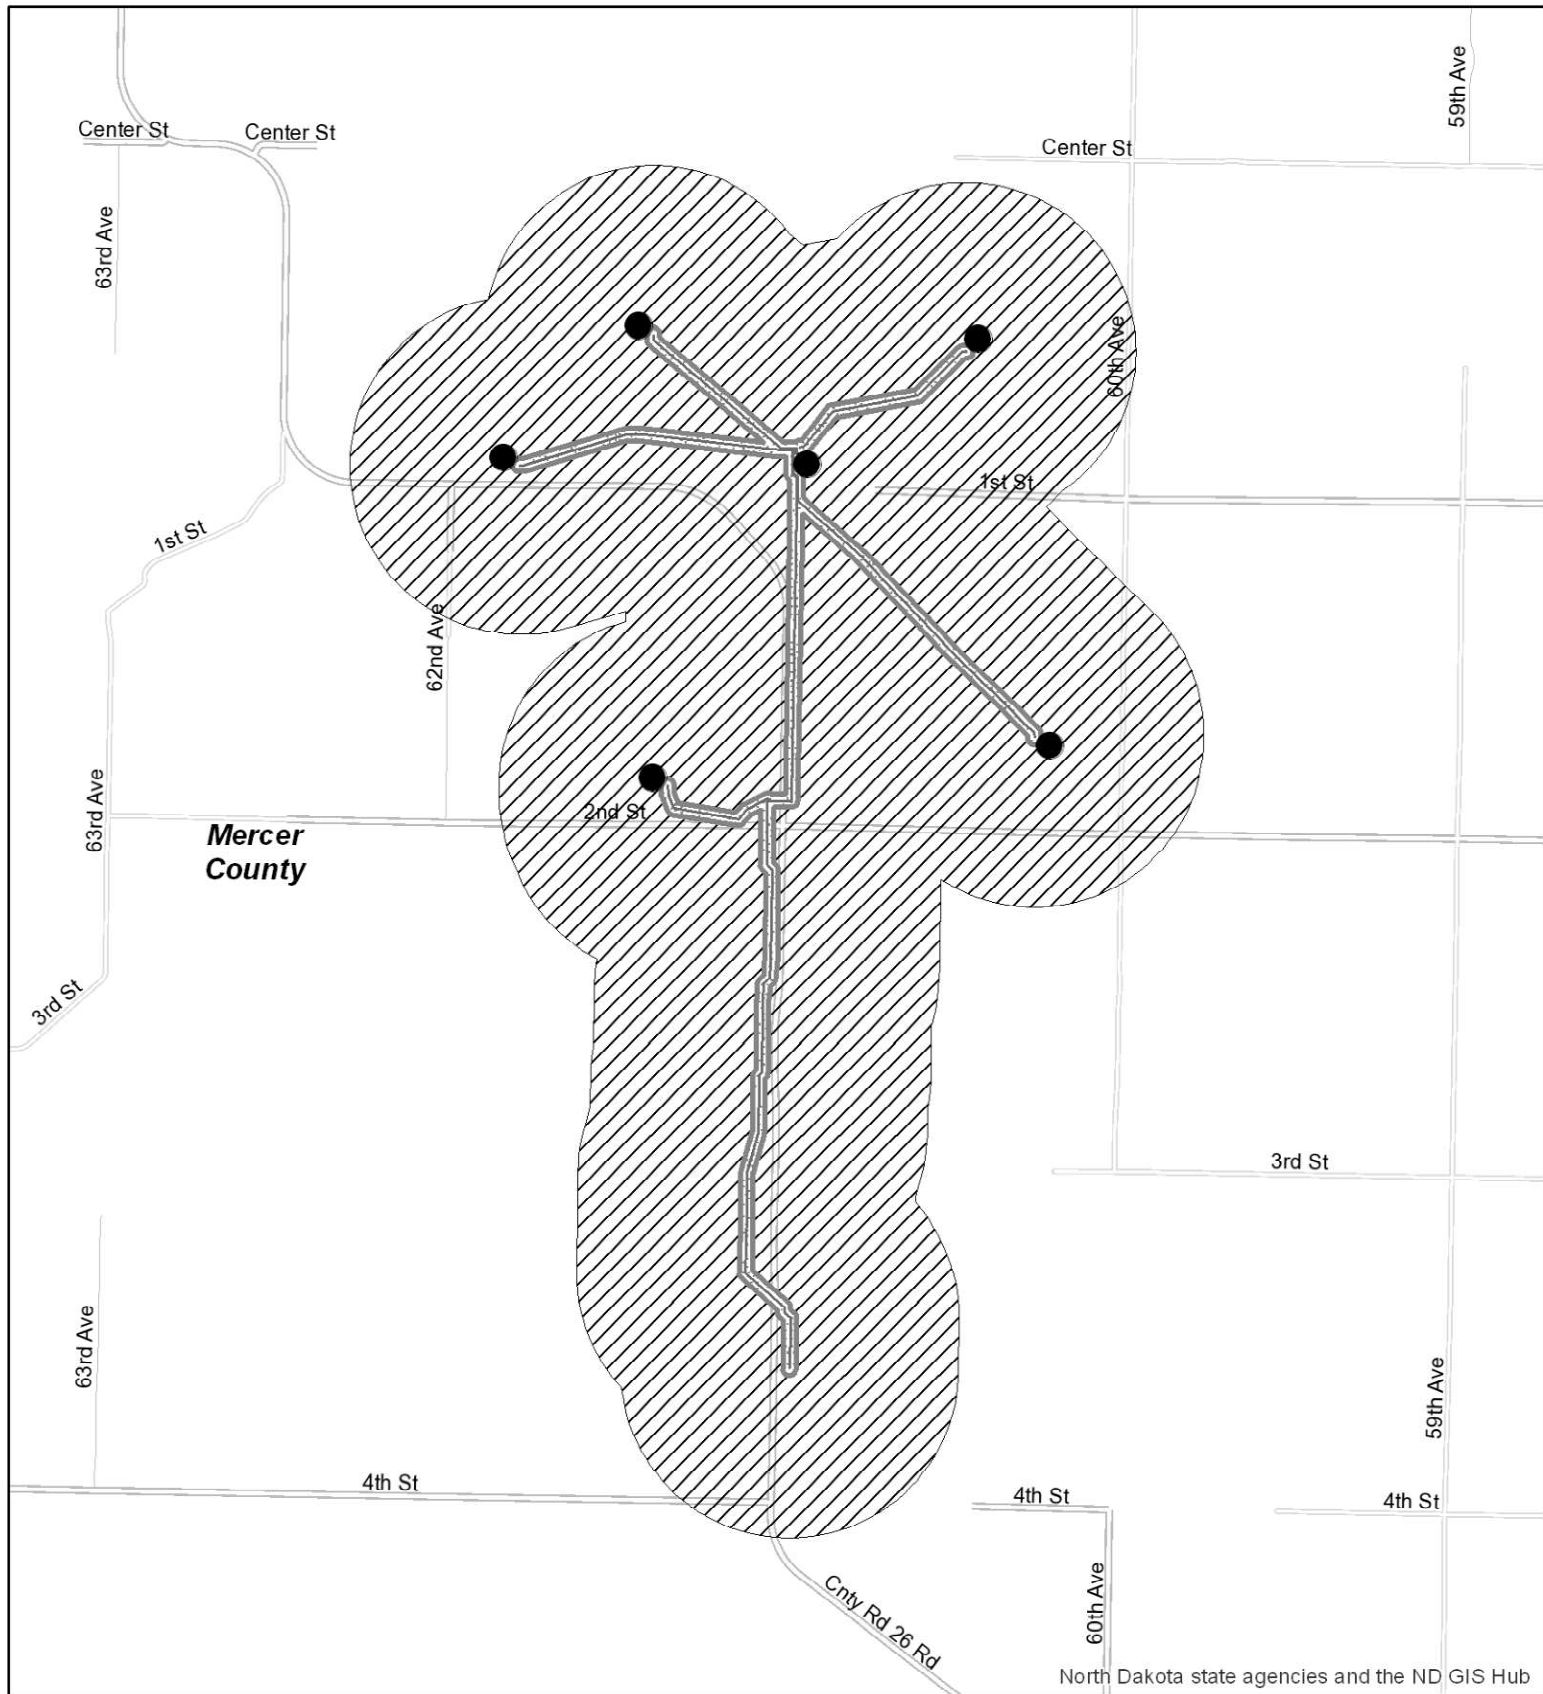 59th Ave
Center St
Center St
Center St
63rd Ave
60th Ave
1st St
1st St
62nd Ave
63rd Ave
2nd St
Mercer
County
3rd St
3rd St
63rd Ave
59th Ave
4th St
4th St
4th St
60th Ave
Cnty Rd 26 Rd
North Dakota state agencies and the ND GIS Hub